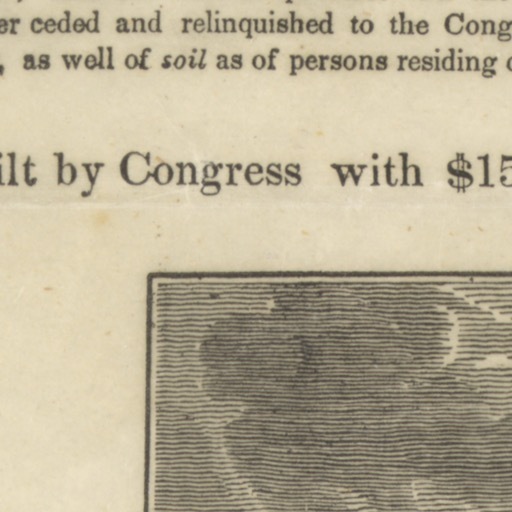 er ceded and relinquished to the Cong
, as well of soil as of persons residing
ilt by Congress with $15